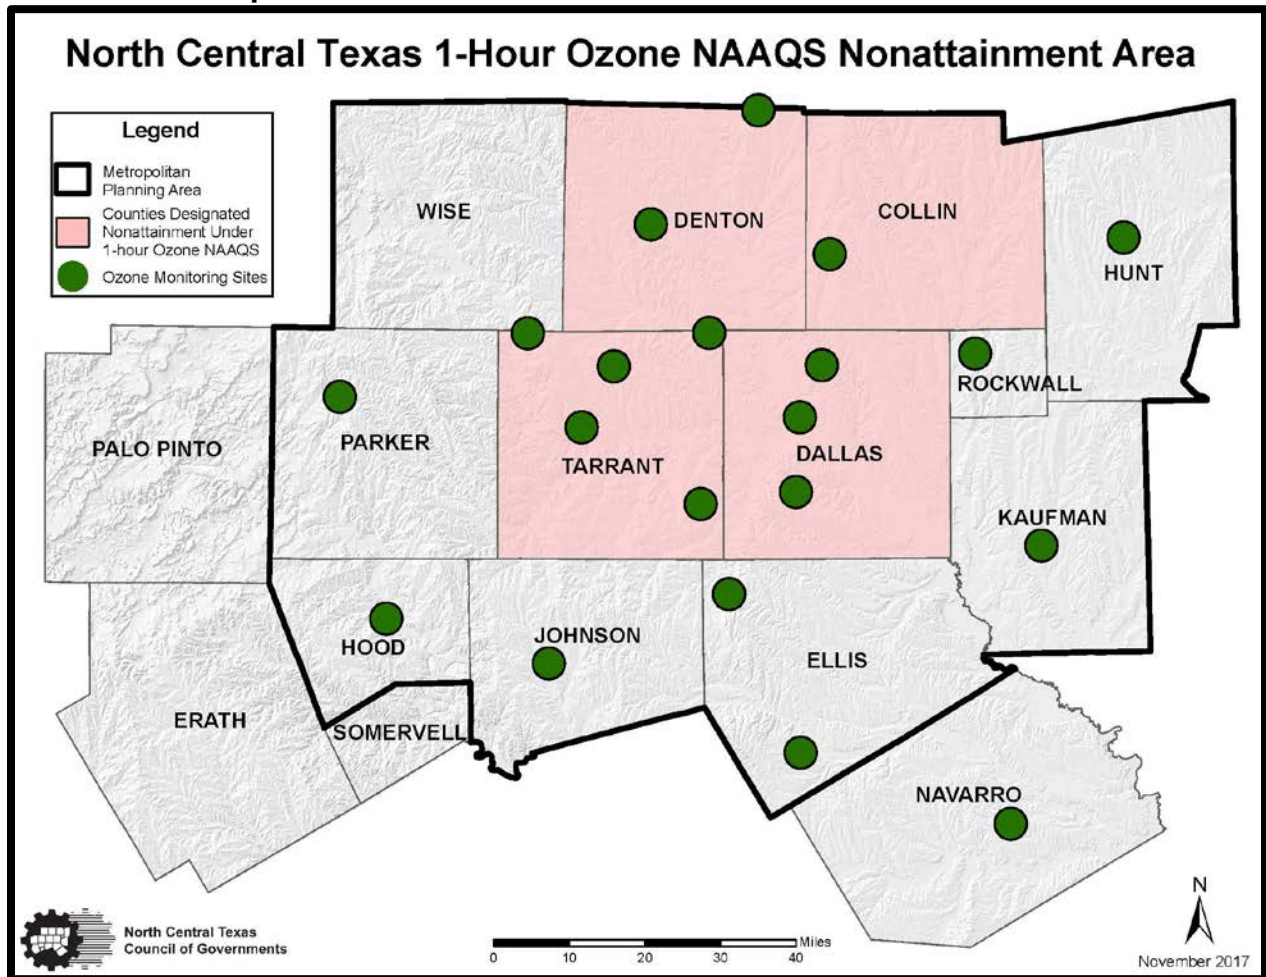 North Central Texas 1-Hour Ozone NAAQS Nonattainment Area
Legend
Metropolitan
Planning Area
Counties Designated
Nonattainment Under
1-hour Ozone NAAQS
Ozone Monitoring Sites
WISE
DENTON
COLLIN
HUNT
PALO PINTO
PARKER
TARRANT
DALLAS
ROCKWALL
KAUFMAN
HOOD
JOHNSON
ELLIS
ERATH
SOMERVELL
NAVARRO
North Central Texas
Council of Governments
Miles
0 10 20 30 40
N
November 2017